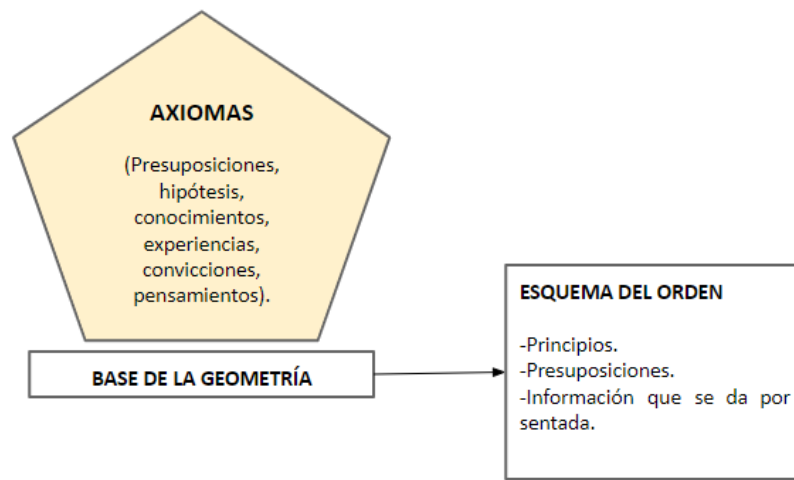 AXIOMAS
(Presuposiciones,
hipótesis,
conocimientos,
experiencias,
convicciones,
pensamientos).
BASE DE LA GEOMETRÍA
ESQUEMA DEL ORDEN
-Principios.
-Presuposiciones.
-Información que se da por
sentada.